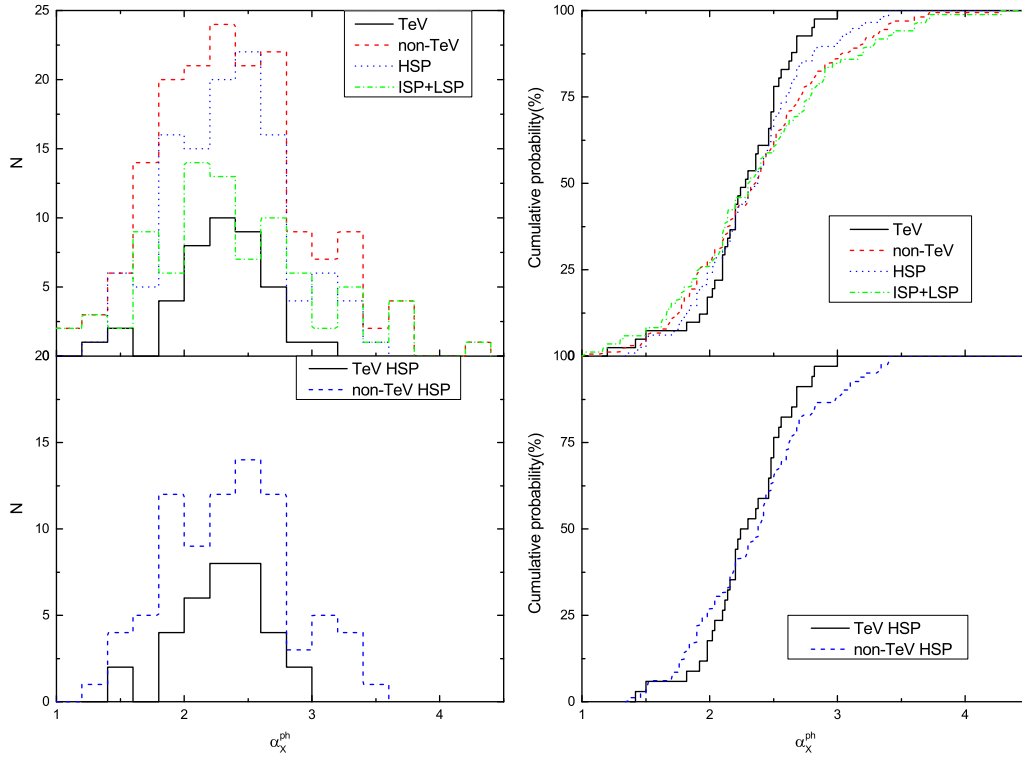 25
20
15
10
5
20
N
TeV
non-TeV
HSP
ISP+LSP
100
75
50
25
0
Cumulative probability(%)
TeV
non-TeV
HSP
ISP+LSP
20
15
10
5
0
N
TeV HSP
non-TeV HSP
1 2 3 4
α_X^ph
100
75
50
25
0
Cumulative probability(%)
TeV HSP
non-TeV HSP
1 2 3 4
α_X^ph